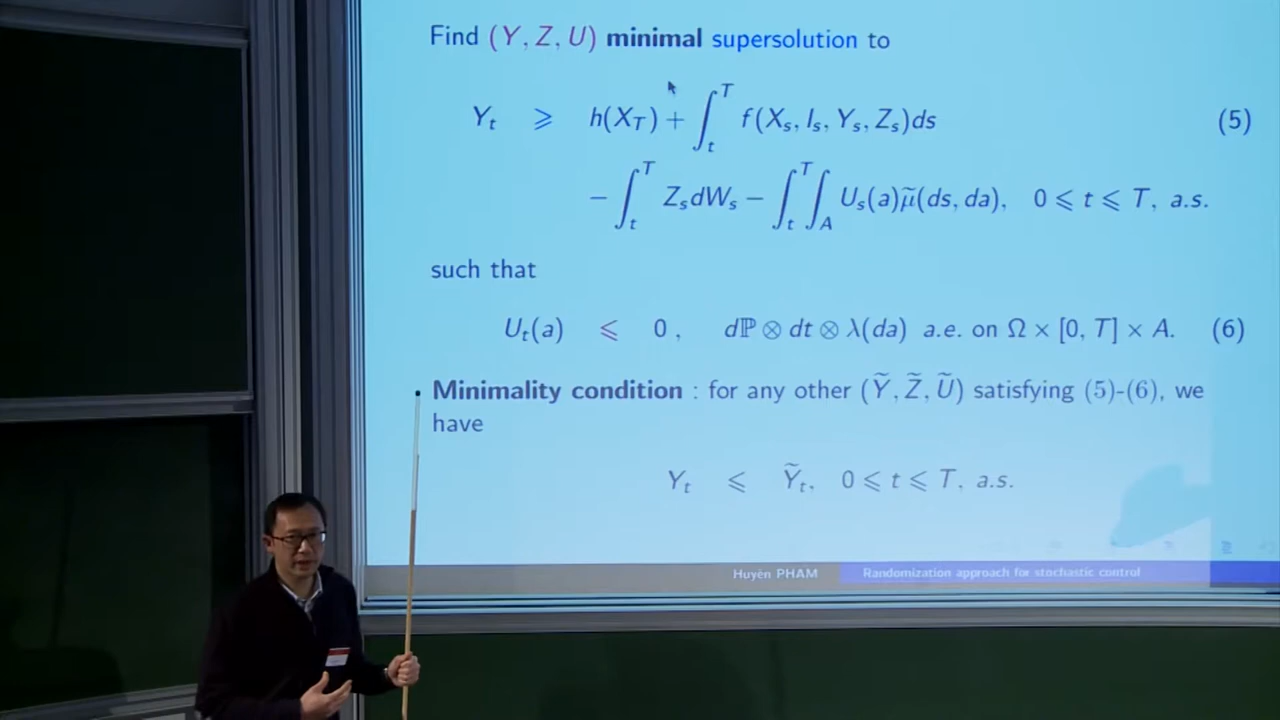 Find (Y, Z, U) minimal supersolution to
Y_t ⩾ h(X_T) + ∫_t^T f(X_s, I_s, Y_s, Z_s)ds (5)
− ∫_t^T Z_s dW_s − ∫_t^T ∫_A U_s(a)μ̃(ds, da), 0 ⩽ t ⩽ T, a.s.
such that
U_t(a) ⩽ 0, dℙ ⊗ dt ⊗ λ(da) a.e. on Ω × [0, T] × A. (6)
Minimality condition : for any other (Ỹ, Z̃, Ũ) satisfying (5)-(6), we
have
Y_t ⩽ Ỹ_t, 0 ⩽ t ⩽ T, a.s.
Huyên PHAM Randomization approach for stochastic control